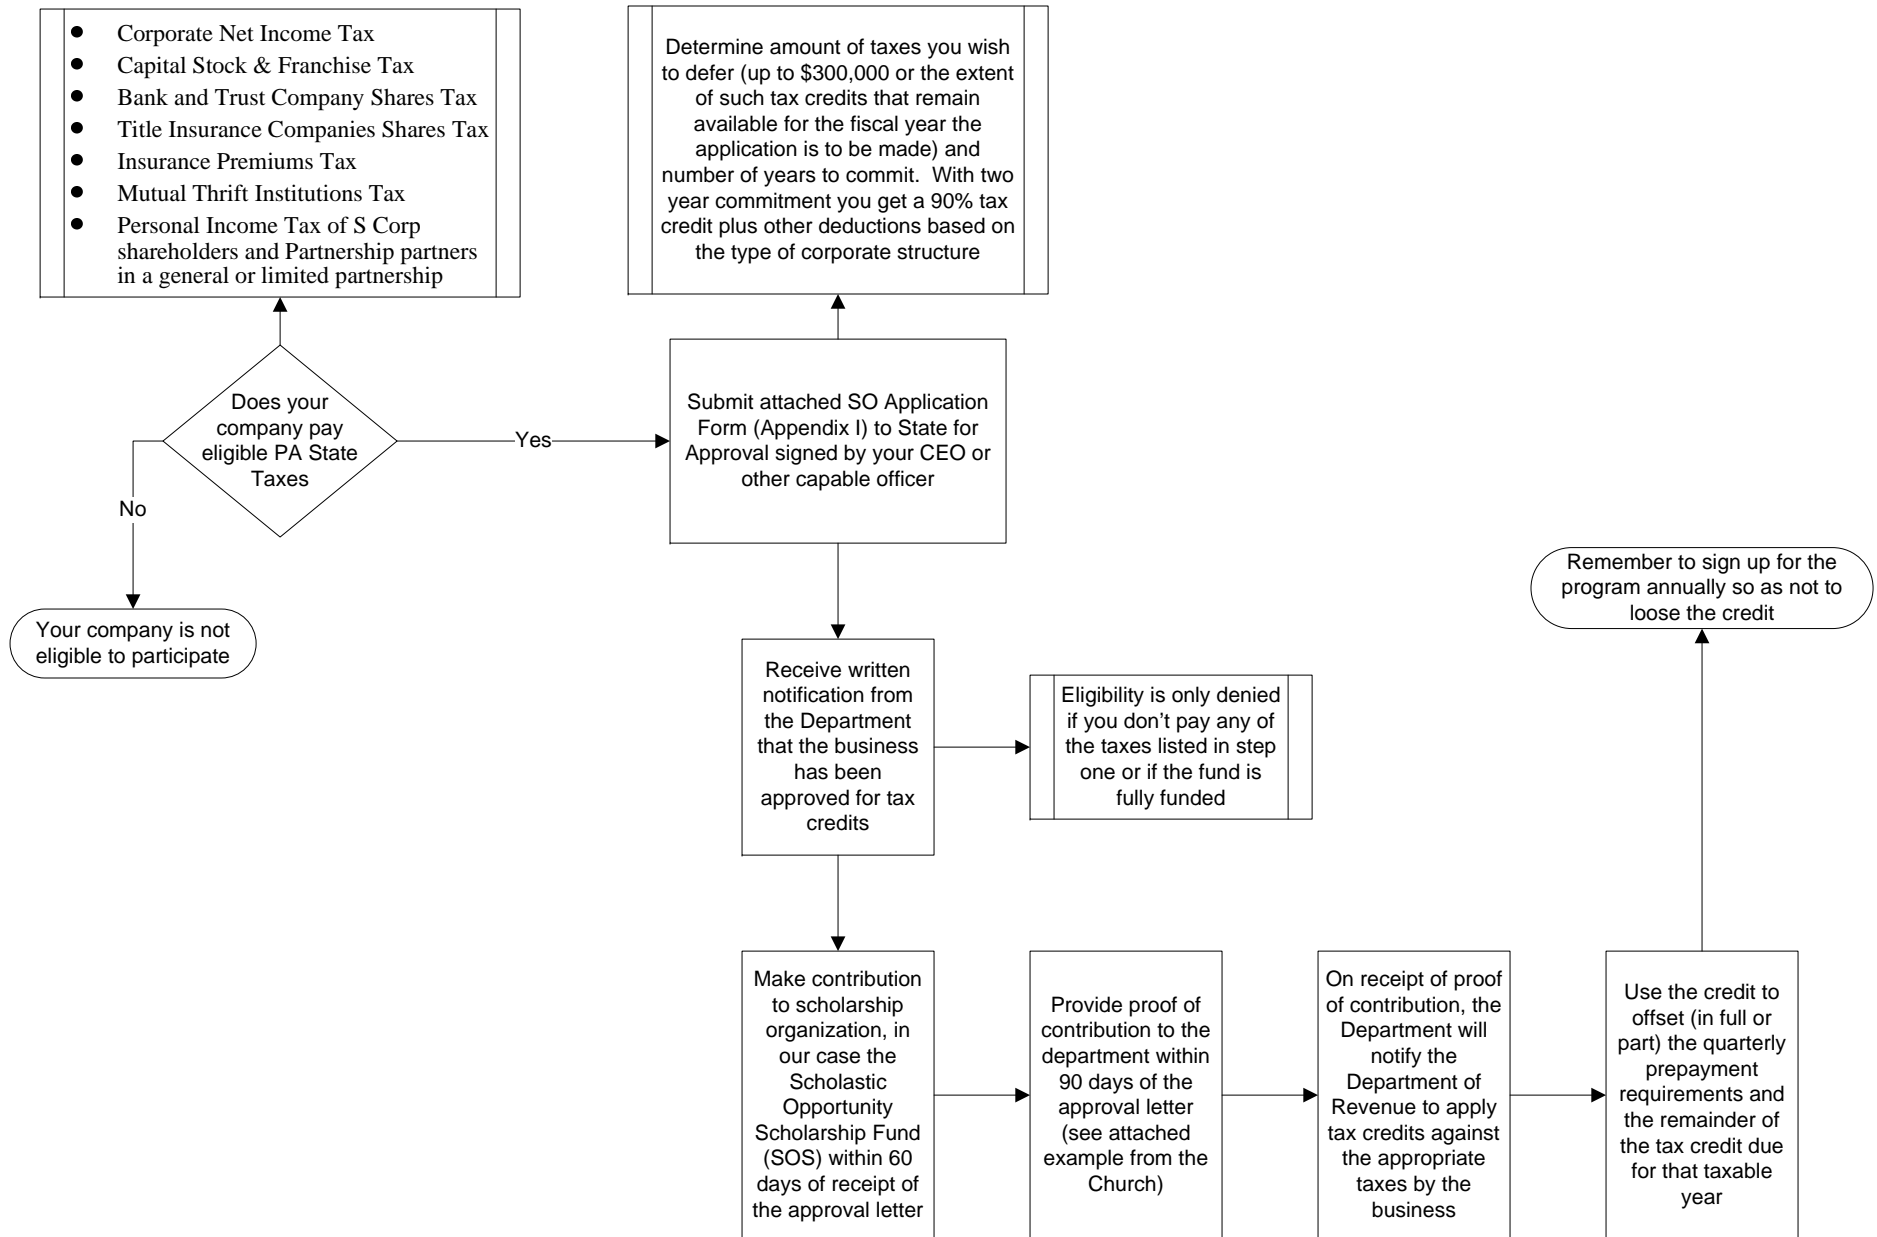 ● Corporate Net Income Tax
● Capital Stock & Franchise Tax
● Bank and Trust Company Shares Tax
● Title Insurance Companies Shares Tax
● Insurance Premiums Tax
● Mutual Thrift Institutions Tax
● Personal Income Tax of S Corp
shareholders and Partnership partners
in a general or limited partnership
Determine amount of taxes you wish
to defer (up to $300,000 or the extent
of such tax credits that remain
available for the fiscal year the
application is to be made) and
number of years to commit.  With two
year commitment you get a 90% tax
credit plus other deductions based on
the type of corporate structure
Does your
company pay
eligible PA State
Taxes
Yes
No
Submit attached SO Application
Form (Appendix I) to State for
Approval signed by your CEO or
other capable officer
Your company is not
eligible to participate
Remember to sign up for the
program annually so as not to
loose the credit
Receive written
notification from
the Department
that the business
has been
approved for tax
credits
Eligibility is only denied
if you don’t pay any of
the taxes listed in step
one or if the fund is
fully funded
Make contribution
to scholarship
organization, in
our case the
Scholastic
Opportunity
Scholarship Fund
(SOS) within 60
days of receipt of
the approval letter
Provide proof of
contribution to the
department within
90 days of the
approval letter
(see attached
example from the
Church)
On receipt of proof
of contribution, the
Department will
notify the
Department of
Revenue to apply
tax credits against
the appropriate
taxes by the
business
Use the credit to
offset (in full or
part) the quarterly
prepayment
requirements and
the remainder of
the tax credit due
for that taxable
year